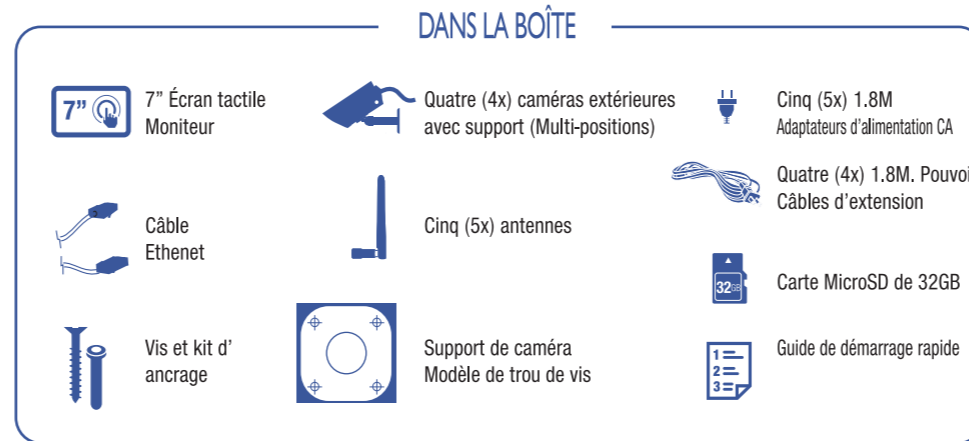 DANS LA BOÎTE
7”
7” Écran tactile
Moniteur
Quatre (4x) caméras extérieures
avec support (Multi-positions)
Cinq (5x) 1.8M
Adaptateurs d’alimentation CA
Quatre (4x) 1.8M. Pouvoi
Câbles d’extension
Câble
Ethenet
Cinq (5x) antennes
32GB
Carte MicroSD de 32GB
Vis et kit d’
ancrage
Support de caméra
Modèle de trou de vis
1
2
3
Guide de démarrage rapide